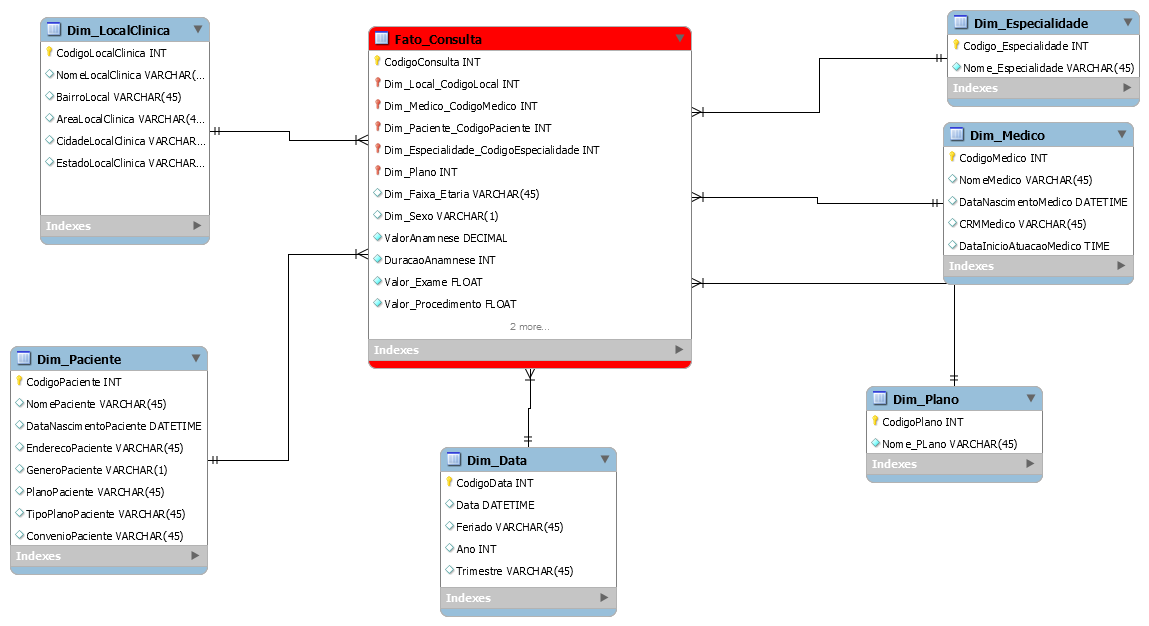 Dim_LocalClinica
CodigoLocalClinica INT
NomeLocalClinica VARCHAR(...
BairroLocal VARCHAR(45)
AreaLocalClinica VARCHAR(4...
CidadeLocalClinica VARCHAR...
EstadoLocalClinica VARCHAR...
Indexes
Fato_Consulta
CodigoConsulta INT
Dim_Local_CodigoLocal INT
Dim_Medico_CodigoMedico INT
Dim_Paciente_CodigoPaciente INT
Dim_Especialidade_CodigoEspecialidade INT
Dim_Plano INT
Dim_Faixa_Etaria VARCHAR(45)
Dim_Sexo VARCHAR(1)
ValorAnamnese DECIMAL
DuracaoAnamnese INT
Valor_Exame FLOAT
Valor_Procedimento FLOAT
2 more...
Indexes
Dim_Especialidade
Codigo_Especialidade INT
Nome_Especialidade VARCHAR(45)
Indexes
Dim_Medico
CodigoMedico INT
NomeMedico VARCHAR(45)
DataNascimentoMedico DATETIME
CRMMedico VARCHAR(45)
DataInicioAtuacaoMedico TIME
Indexes
Dim_Paciente
CodigoPaciente INT
NomePaciente VARCHAR(45)
DataNascimentoPaciente DATETIME
EnderecoPaciente VARCHAR(45)
GeneroPaciente VARCHAR(1)
PlanoPaciente VARCHAR(45)
TipoPlanoPaciente VARCHAR(45)
ConvenioPaciente VARCHAR(45)
Indexes
Dim_Data
CodigoData INT
Data DATETIME
Feriado VARCHAR(45)
Ano INT
Trimestre VARCHAR(45)
Indexes
Dim_Plano
CodigoPlano INT
Nome_PLano VARCHAR(45)
Indexes